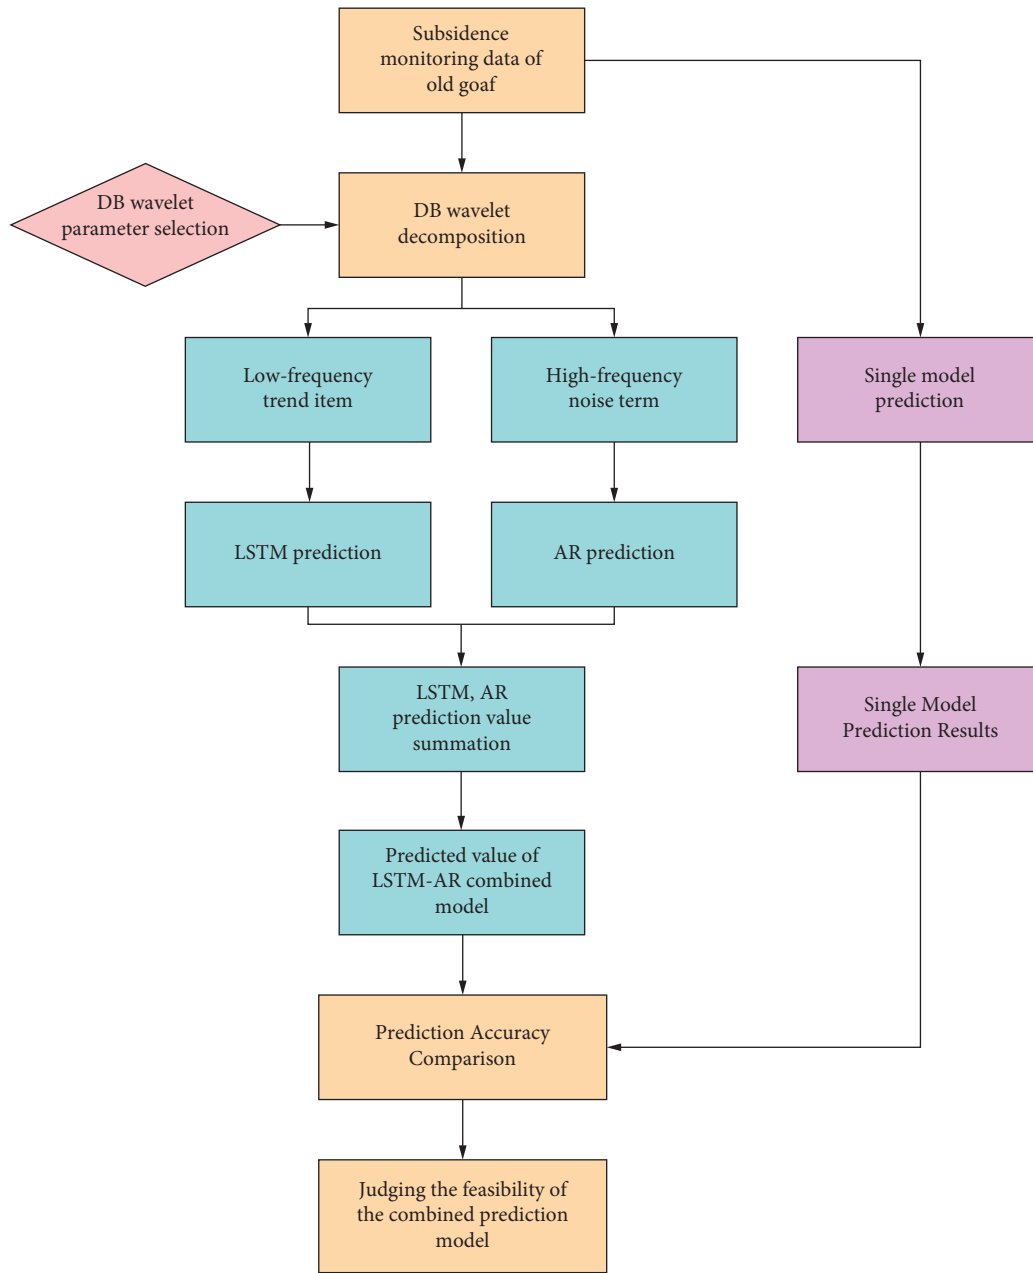 Subsidence
monitoring data of
old goaf
DB wavelet
parameter selection
DB wavelet
decomposition
Low-frequency
trend item
High-frequency
noise term
Single model
prediction
LSTM prediction
AR prediction
LSTM, AR
prediction value
summation
Single Model
Prediction Results
Predicted value of
LSTM-AR combined
model
Prediction Accuracy
Comparison
Judging the feasibility of
the combined prediction
model